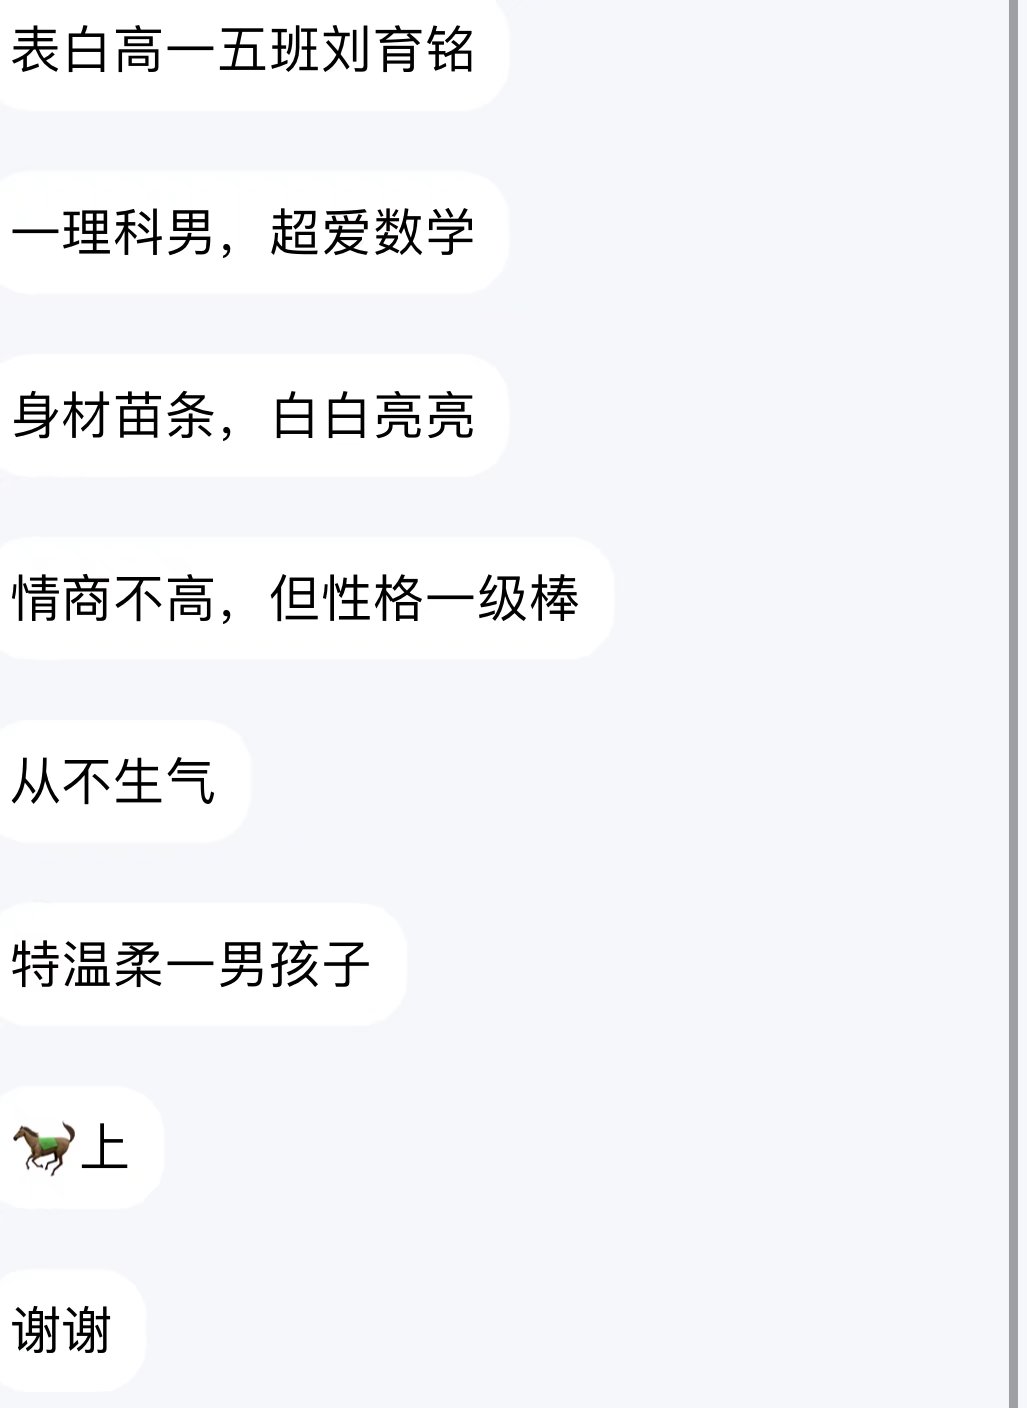 表白高一五班刘育铭
一理科男，超爱数学
身材苗条，白白亮亮
情商不高，但性格一级棒
从不生气
特温柔一男孩子
🐎上
谢谢